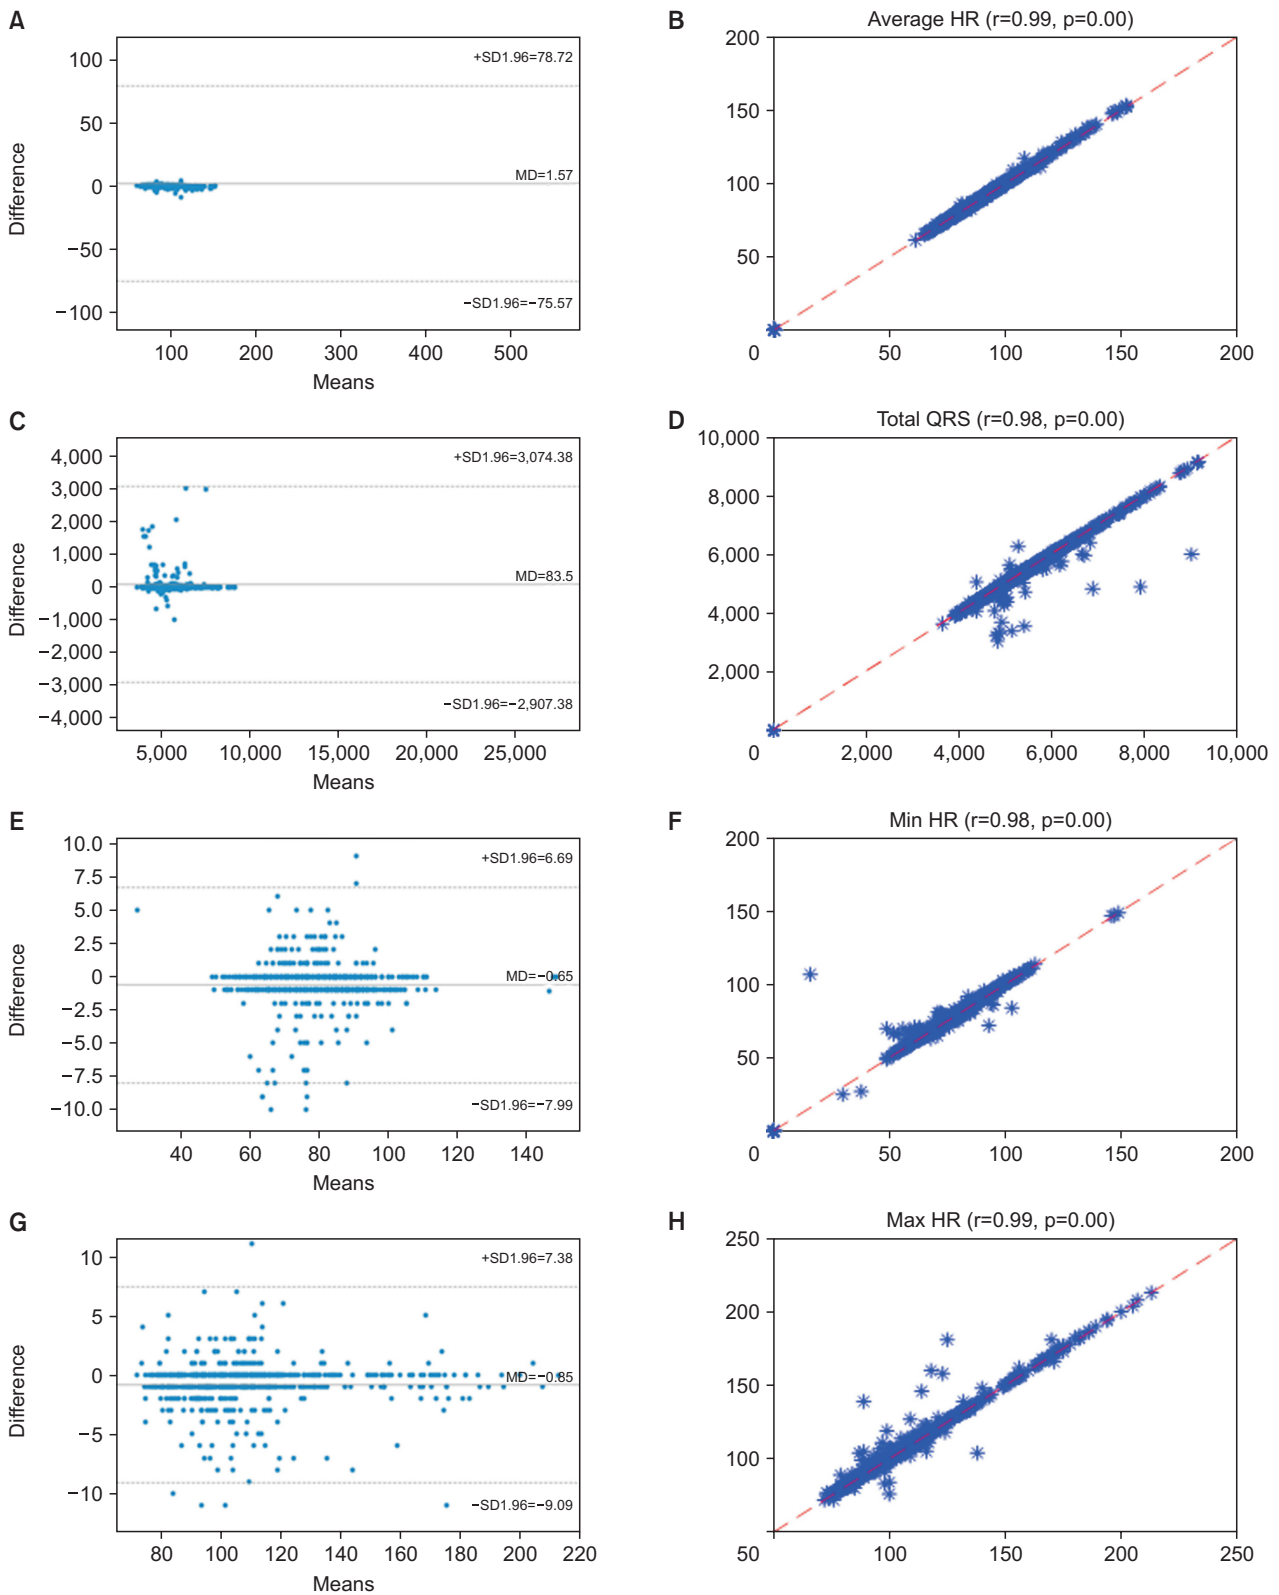 A
100
50
0
−50
−100
Difference
+SD1.96=78.72
MD=1.57
−SD1.96=−75.57
100 200 300 400 500
Means
B
Average HR (r=0.99, p=0.00)
200
150
100
50
0 50 100 150 200
C
4,000
3,000
2,000
1,000
0
−1,000
−2,000
−3,000
−4,000
Difference
+SD1.96=3,074.38
MD=83.5
−SD1.96=−2,907.38
5,000 10,000 15,000 20,000 25,000
Means
D
Total QRS (r=0.98, p=0.00)
10,000
8,000
6,000
4,000
2,000
0 2,000 4,000 6,000 8,000 10,000
E
10.0
7.5
5.0
2.5
0
−2.5
−5.0
−7.5
−10.0
Difference
+SD1.96=6.69
MD=−0.65
−SD1.96=−7.99
40 60 80 100 120 140
Means
F
Min HR (r=0.98, p=0.00)
200
150
100
50
0 50 100 150 200
G
10
5
0
−5
−10
Difference
+SD1.96=7.38
MD=−0.85
−SD1.96=−9.09
80 100 120 140 160 180 200 220
Means
H
Max HR (r=0.99, p=0.00)
250
200
150
100
50 100 150 200 250